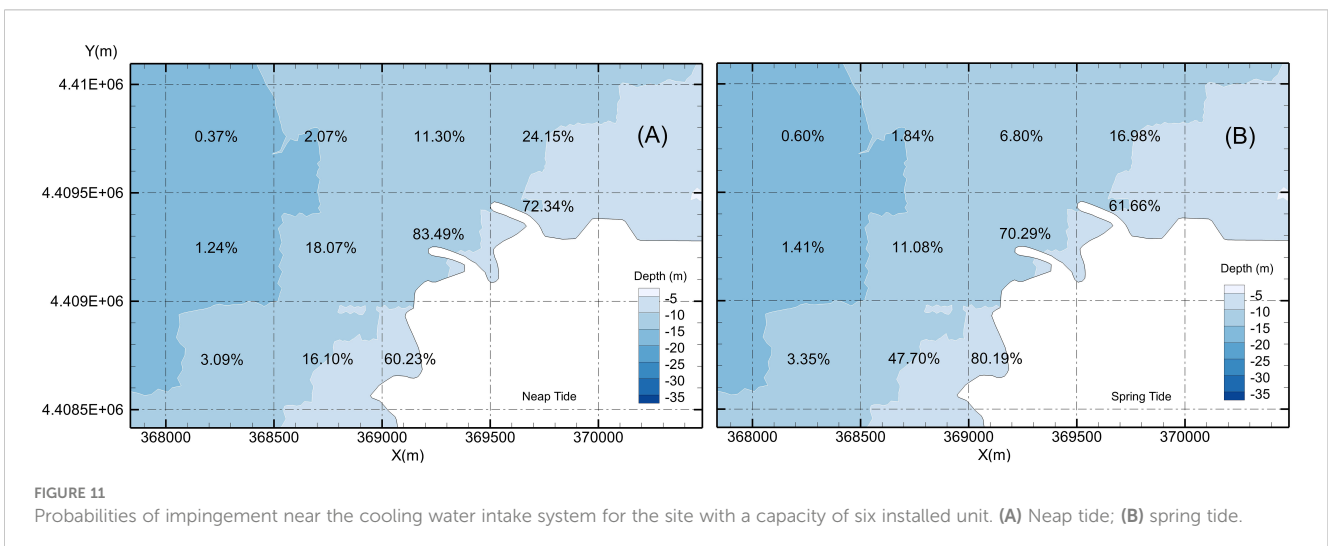 Y(m)
4.41E+06
4.4095E+06
4.409E+06
4.4085E+06
0.37% 2.07% 11.30% 24.15% (A)
72.34%
83.49%
1.24% 18.07%
3.09% 16.10% 60.23%
Depth (m)
-5
-10
-15
-20
-25
-30
-35
Neap Tide
368000 368500 369000 369500 370000
X(m)
0.60% 1.84% 6.80% 16.98% (B)
61.66%
70.29%
1.41% 11.08%
3.35% 47.70% 80.19%
Depth (m)
-5
-10
-15
-20
-25
-30
-35
Spring Tide
368000 368500 369000 369500 370000
X(m)
FIGURE 11
Probabilities of impingement near the cooling water intake system for the site with a capacity of six installed unit. (A) Neap tide; (B) spring tide.